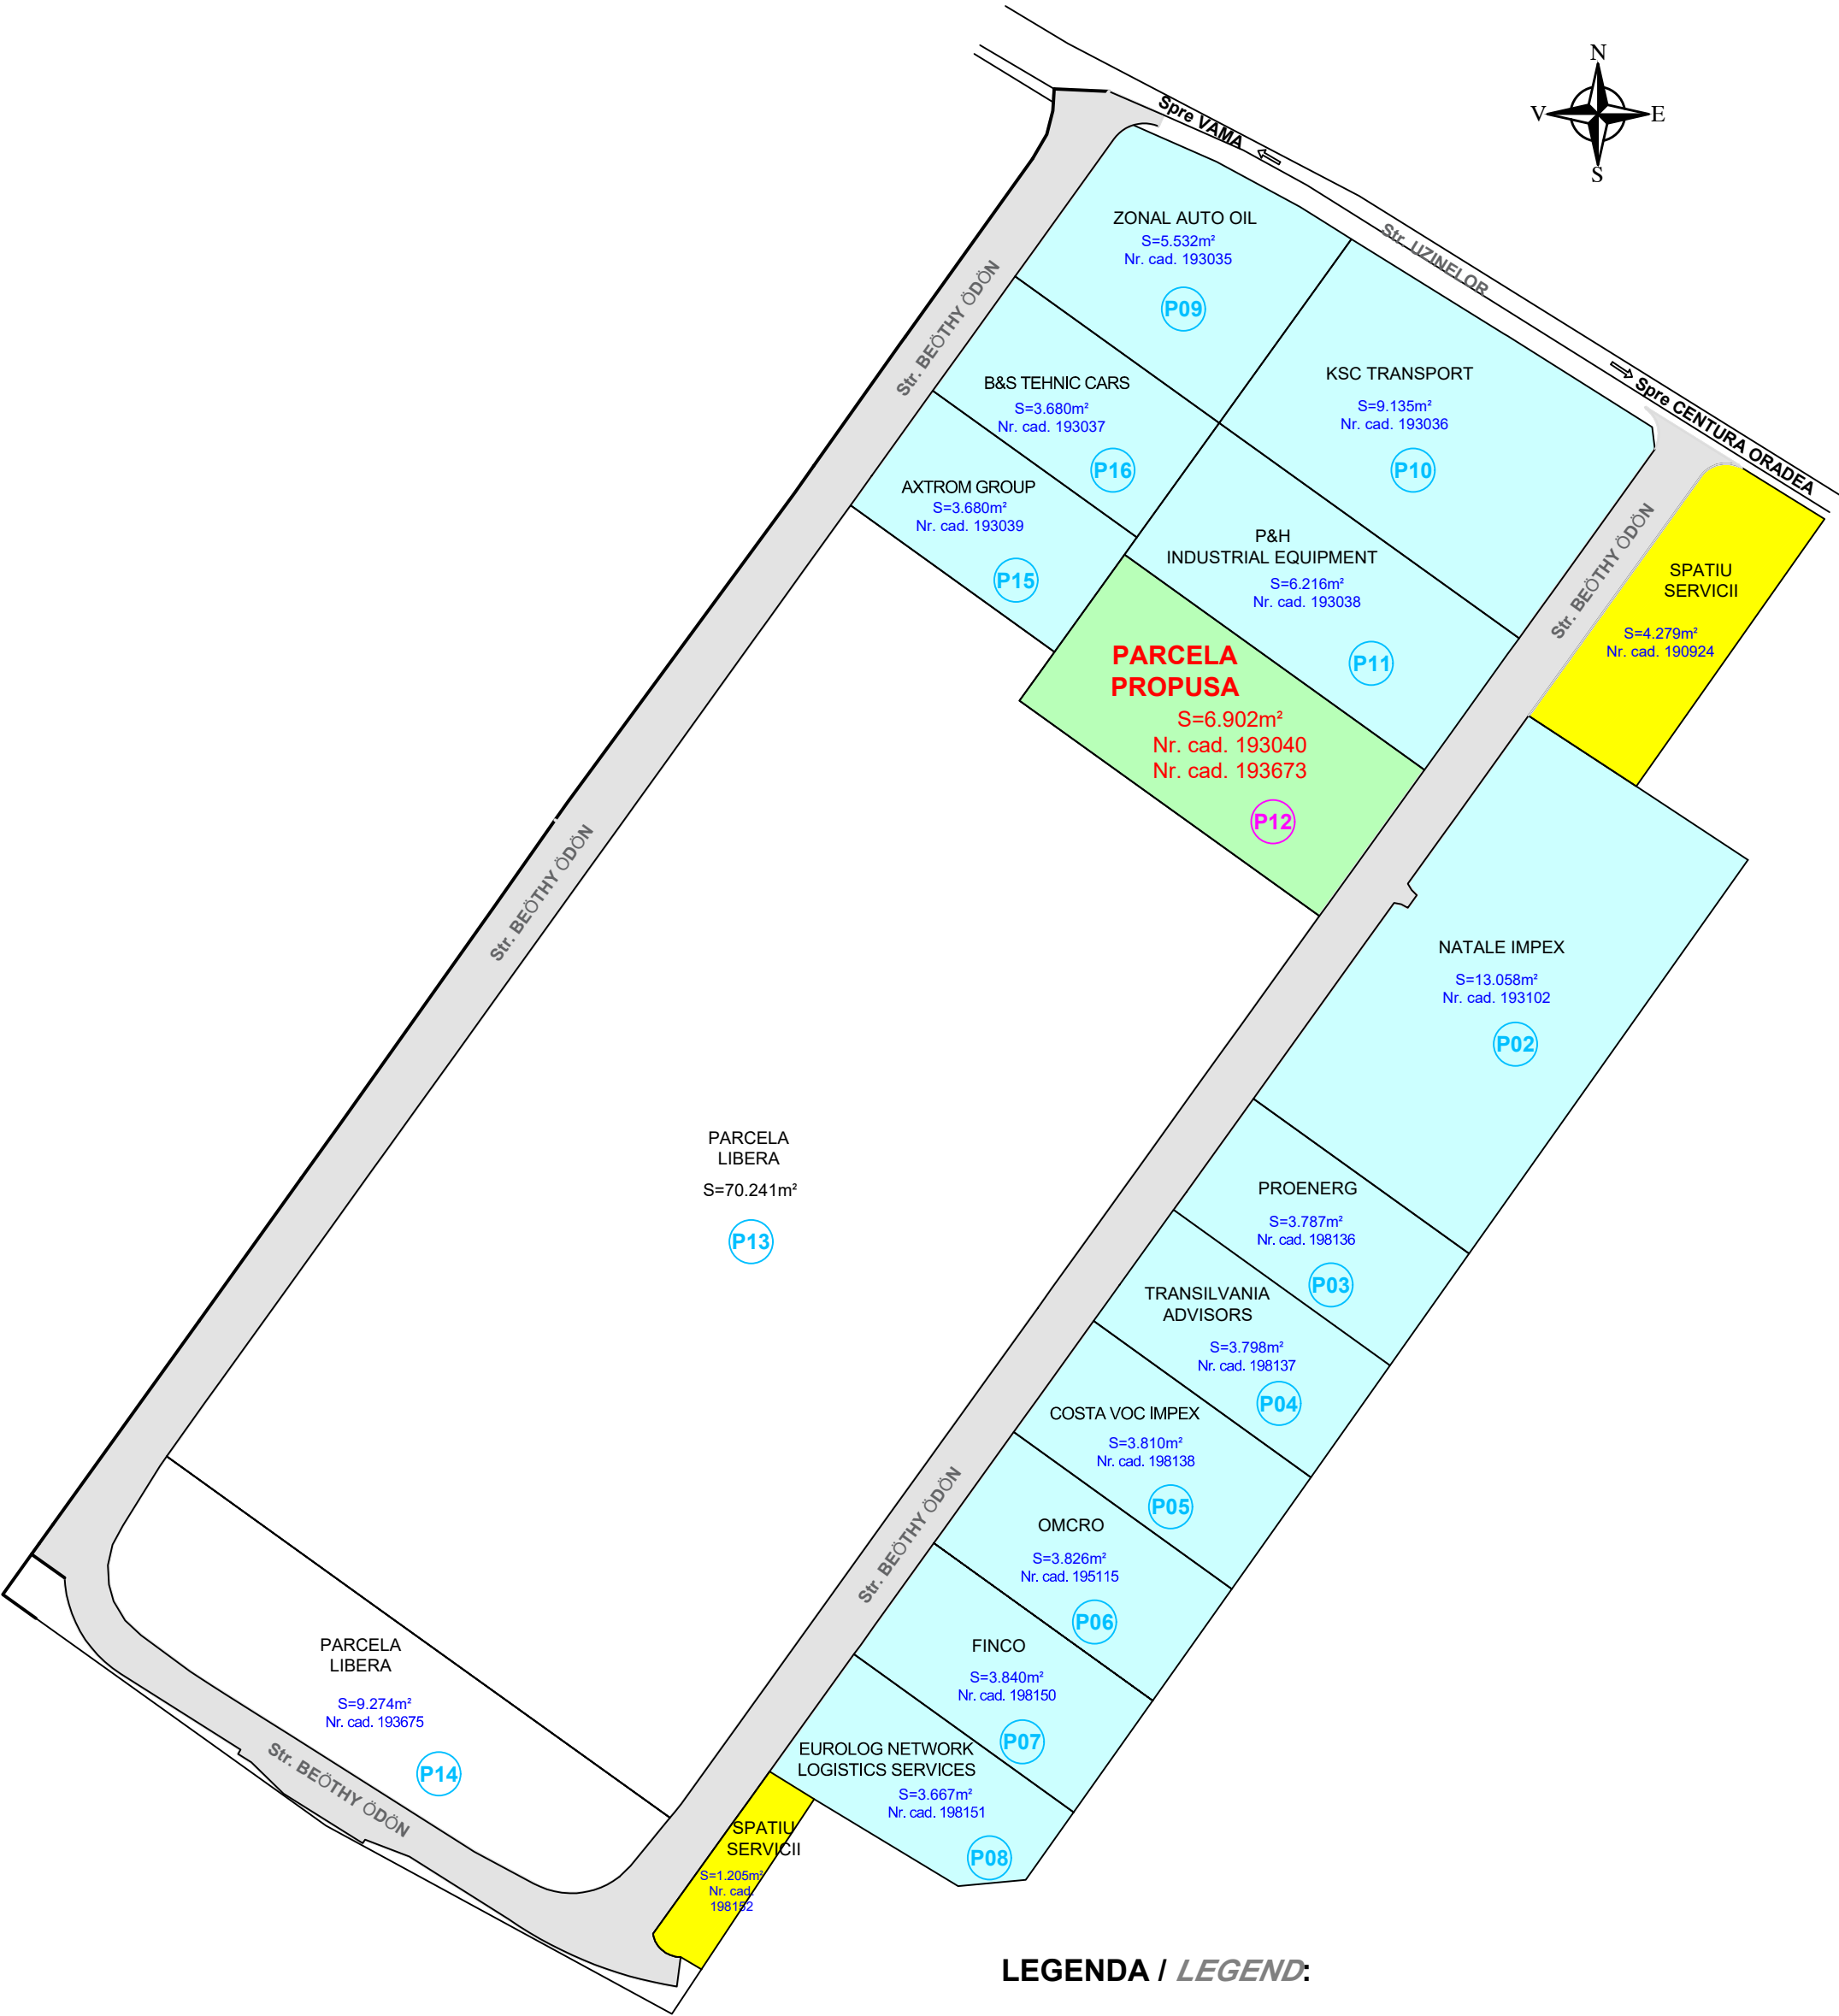 N
V
E
S
Spre VAMA
Str. UZINELOR
Spre CENTURA ORADEA
ZONAL AUTO OIL
S=5.532m²
Nr. cad. 193035
P09
Str. BEÖTHY ÖDÖN
KSC TRANSPORT
S=9.135m²
Nr. cad. 193036
P10
B&S TEHNIC CARS
S=3.680m²
Nr. cad. 193037
P16
AXTROM GROUP
S=3.680m²
Nr. cad. 193039
P15
P&H
INDUSTRIAL EQUIPMENT
S=6.216m²
Nr. cad. 193038
P11
Str. BEÖTHY ÖDÖN
SPATIU
SERVICII
S=4.279m²
Nr. cad. 190924
PARCELA
PROPUSA
S=6.902m²
Nr. cad. 193040
Nr. cad. 193673
P12
Str. BEÖTHY ÖDÖN
NATALE IMPEX
S=13.058m²
Nr. cad. 193102
P02
PARCELA
LIBERA
S=70.241m²
P13
PROENERG
S=3.787m²
Nr. cad. 198136
P03
TRANSILVANIA
ADVISORS
S=3.798m²
Nr. cad. 198137
P04
COSTA VOC IMPEX
S=3.810m²
Nr. cad. 198138
P05
Str. BEÖTHY ÖDÖN
OMCRO
S=3.826m²
Nr. cad. 195115
P06
FINCO
S=3.840m²
Nr. cad. 198150
P07
PARCELA
LIBERA
S=9.274m²
Nr. cad. 193675
P14
Str. BEÖTHY ÖDÖN
EUROLOG NETWORK
LOGISTICS SERVICES
S=3.667m²
Nr. cad. 198151
P08
SPATIU
SERVICII
S=1.205m²
Nr. cad.
198152
LEGENDA / LEGEND: